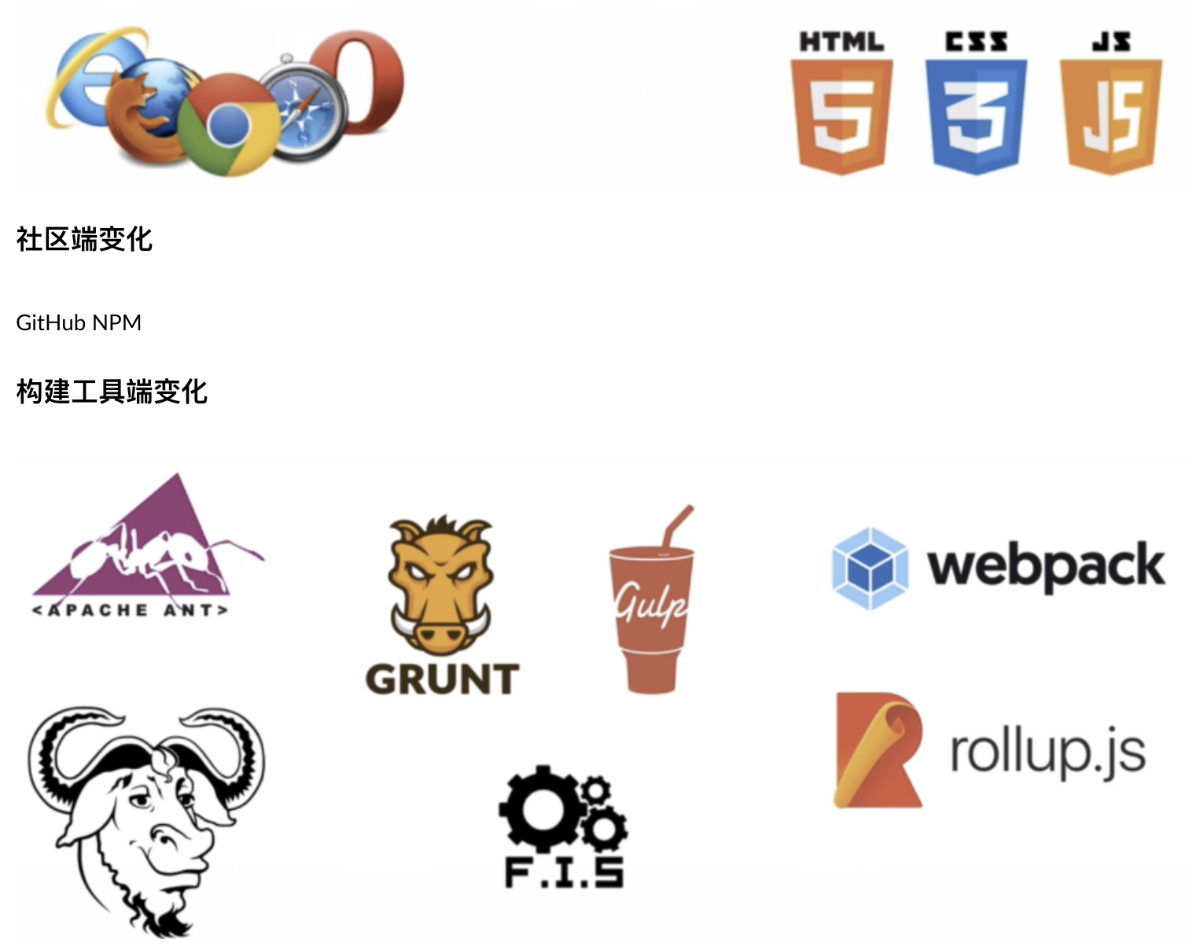 HTML CSS JS
5 3 JS
社区端变化
GitHub NPM
构建工具端变化
<APACHE ANT>
GRUNT
Gulp
webpack
rollup.js
F.I.S